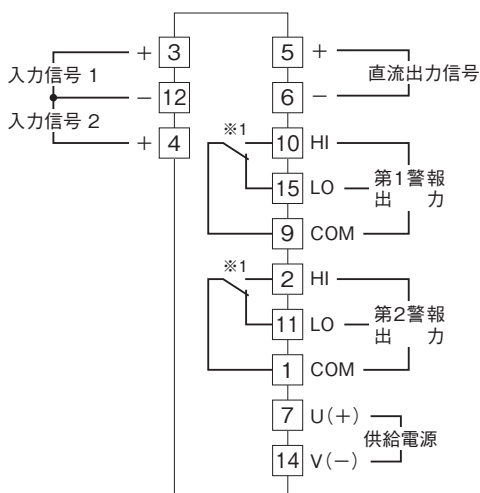 入力信号 1
入力信号 2
+ 3
− 12
+ 4
5 +
6 −
直流出力信号
※1
10 HI
15 LO
9 COM
第1警報
出 力
※1
2 HI
11 LO
1 COM
第2警報
出 力
7 U(+)
14 V(−)
供給電源